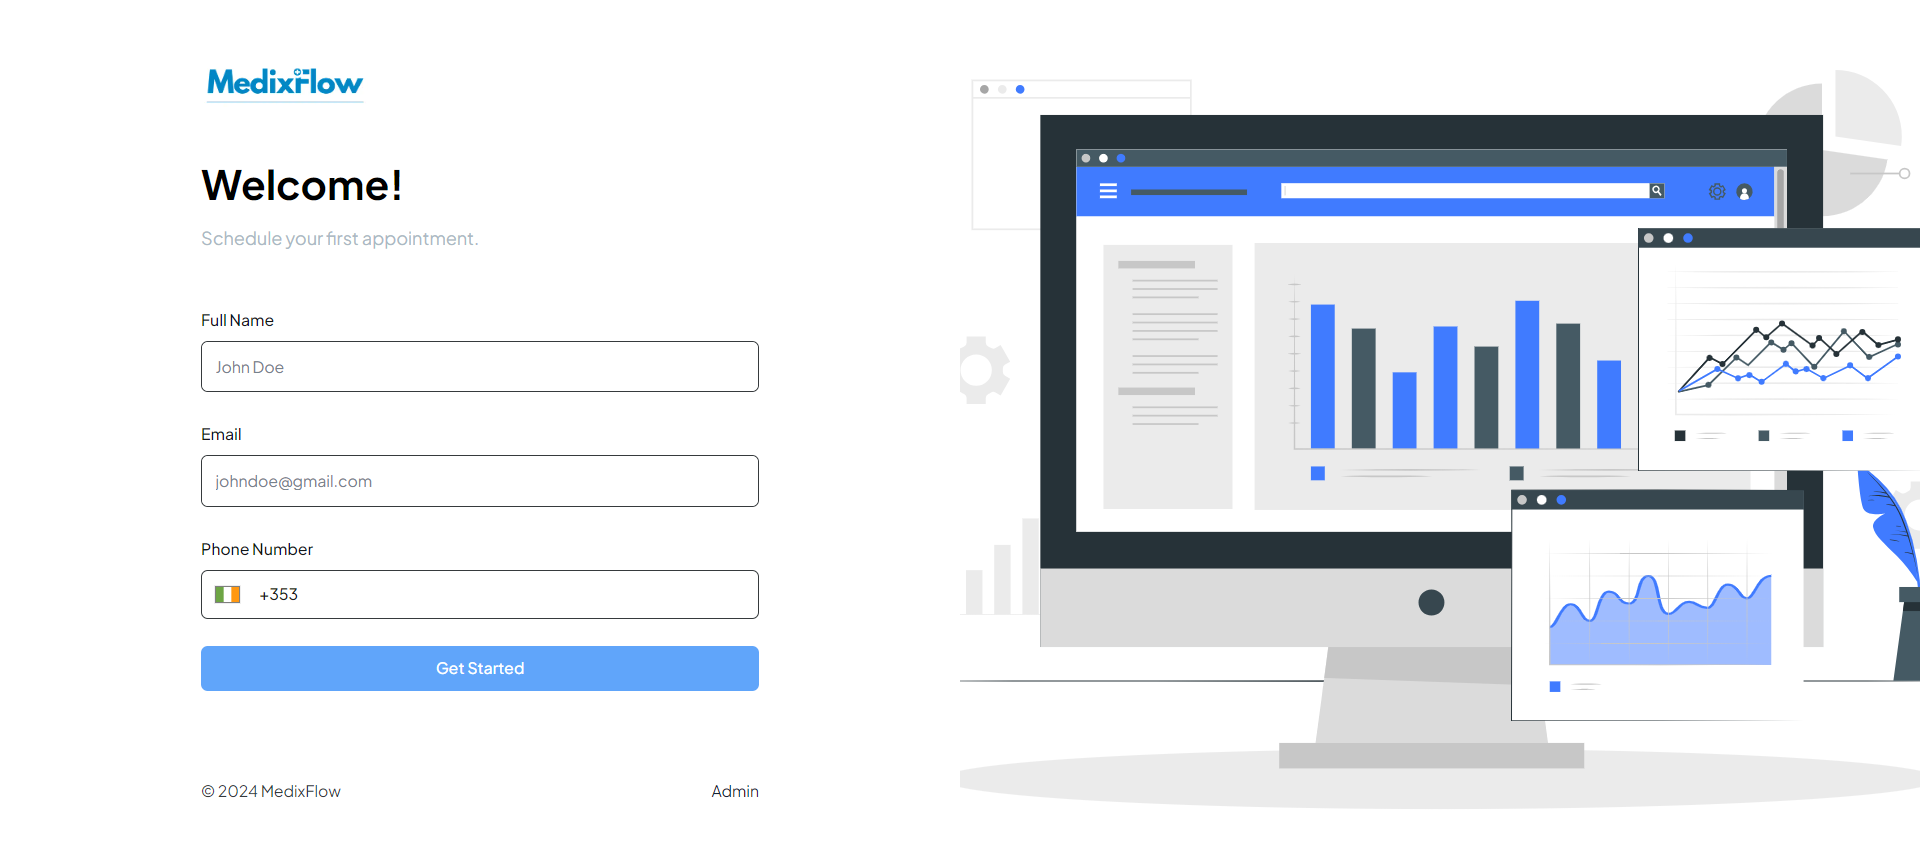 MedixFlow
Welcome!
Schedule your first appointment.
Full Name
John Doe
Email
johndoe@gmail.com
Phone Number
+353
Get Started
© 2024 MedixFlow
Admin